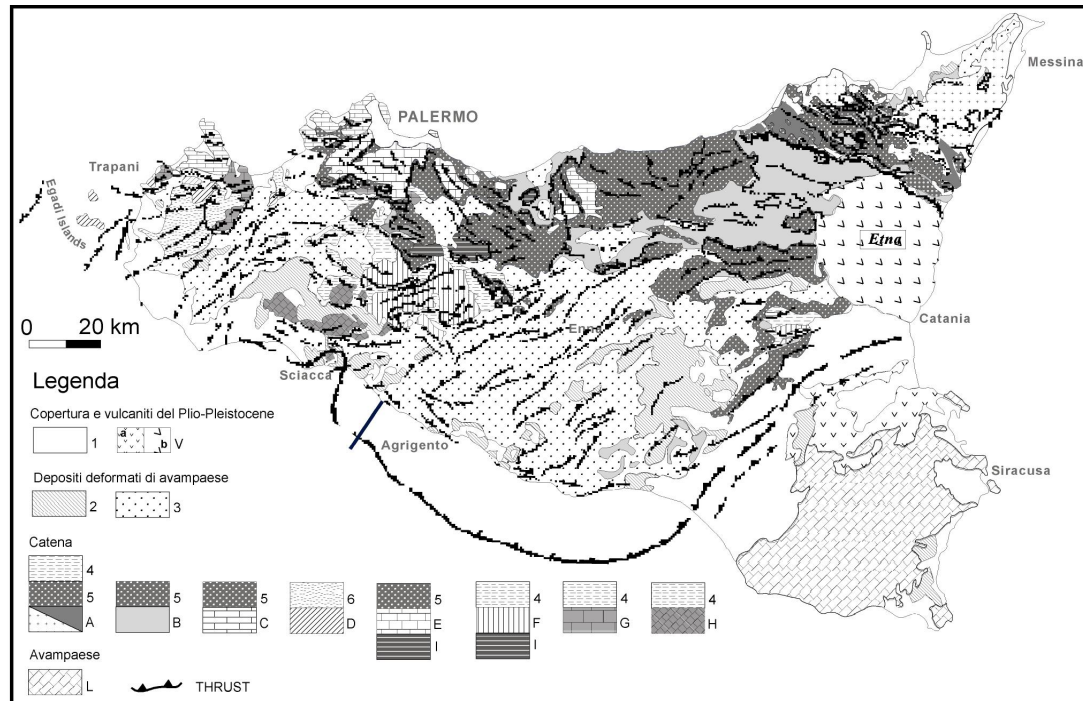 Messina
PALERMO
Trapani
Egadi Islands
Etna
0 20 km
Enna
Catania
Sciacca
Legenda
Copertura e vulcaniti del Plio-Pleistocene
1 a b V
Agrigento
Siracusa
Depositi deformati di avampaese
2 3
Catena
4
5 5 5 6 5 4 4 4
A B C D E F G H
I I
Avampaese
L THRUST